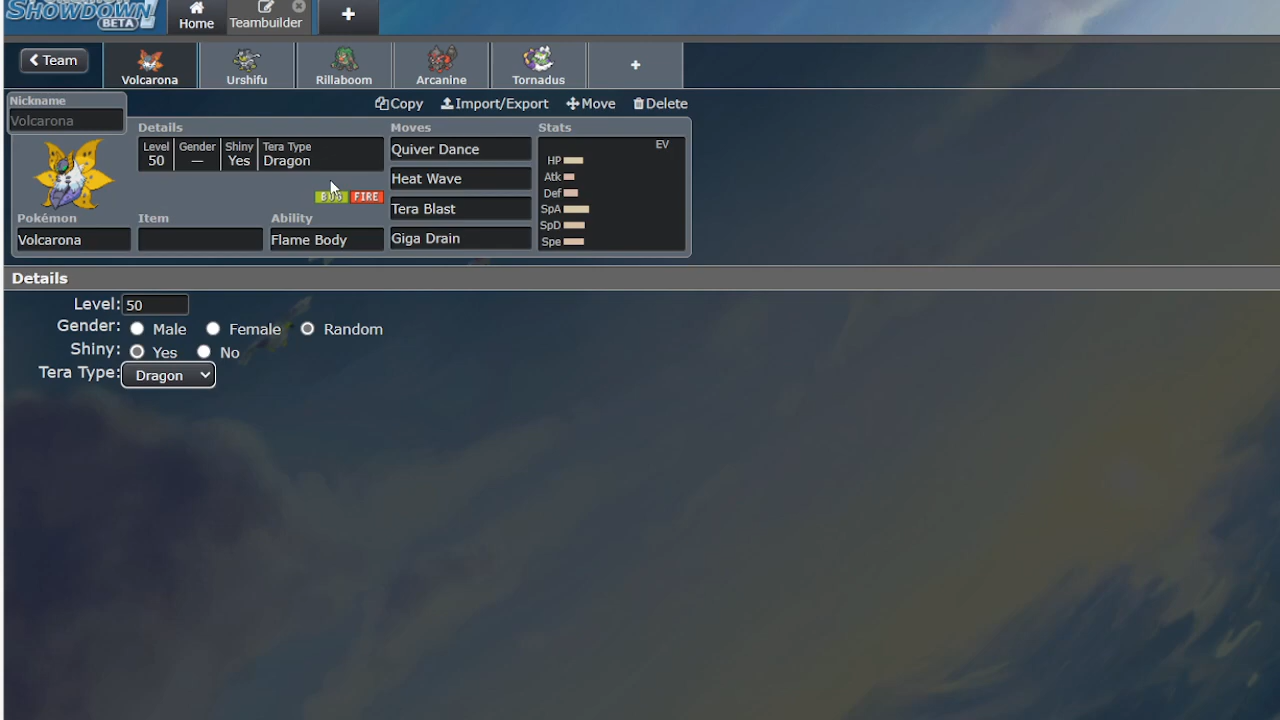 SHOWDOWN!
BETA
Home
Teambuilder
+
Team
Volcarona
Urshifu
Rillaboom
Arcanine
Tornadus
+
Nickname
Volcarona
Copy
Import/Export
Move
Delete
Details
Level
Gender
Shiny
Tera Type
50
—
Yes
Dragon
BUG
FIRE
Pokémon
Item
Ability
Volcarona
Flame Body
Moves
Quiver Dance
Heat Wave
Tera Blast
Giga Drain
Stats
EV
HP
Atk
Def
SpA
SpD
Spe
Details
Level: 50
Gender: Male Female Random
Shiny: Yes No
Tera Type: Dragon